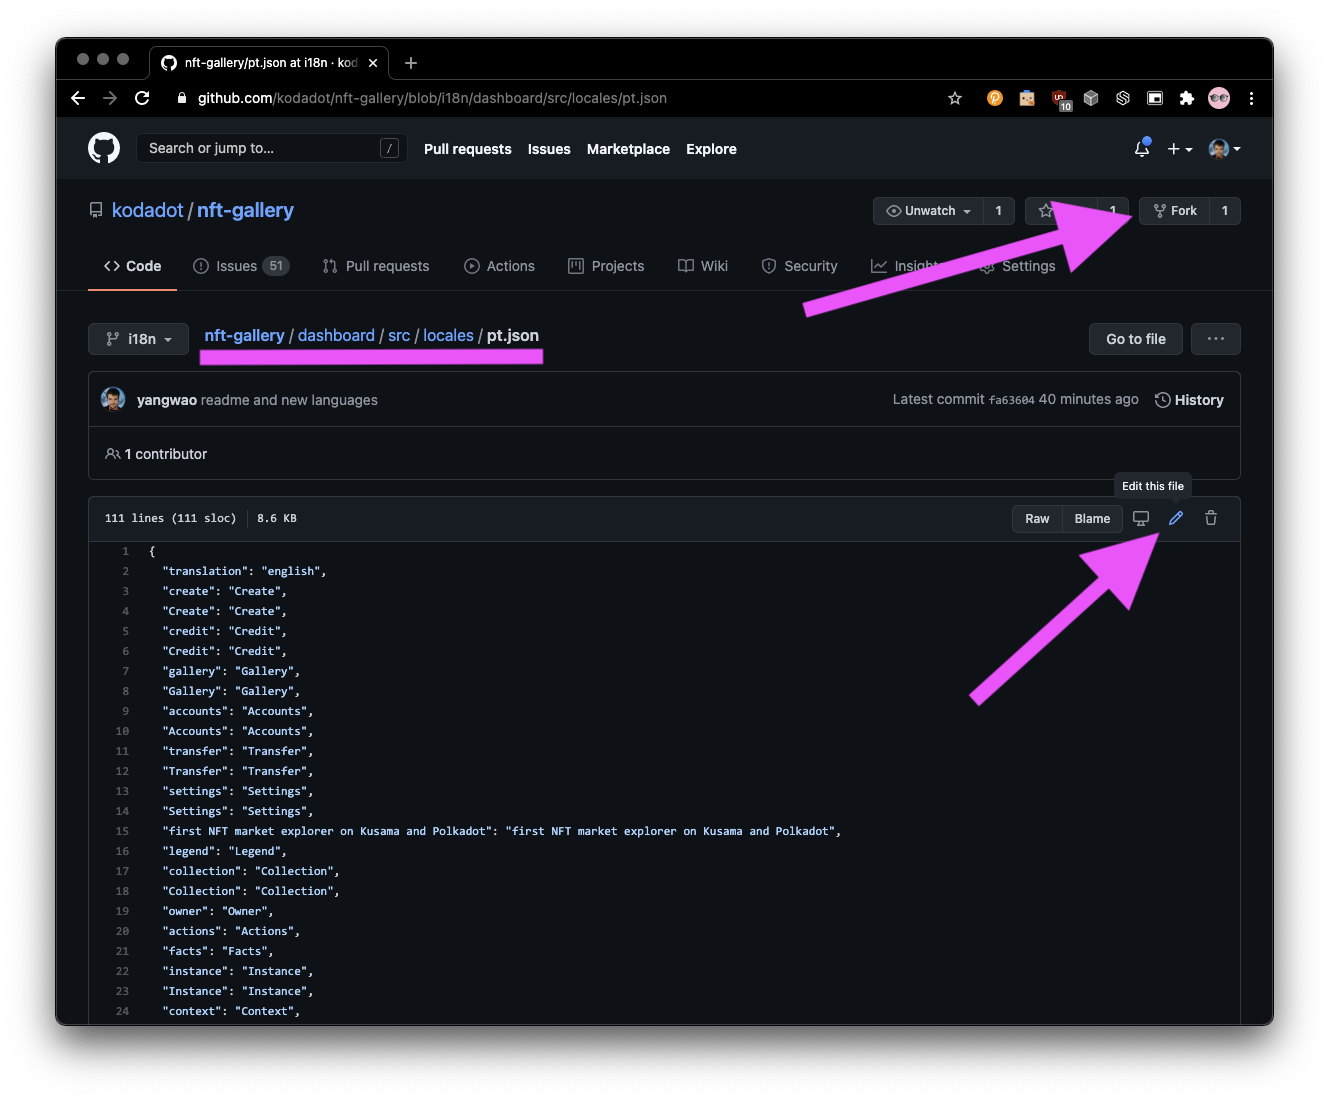 nft-gallery/pt.json at i18n · kod
github.com/kodadot/nft-gallery/blob/i18n/dashboard/src/locales/pt.json
10
Search or jump to...
/
Pull requests
Issues
Marketplace
Explore
kodadot / nft-gallery
Unwatch
1
1
Fork
1
Code
Issues 51
Pull requests
Actions
Projects
Wiki
Security
Insight
Settings
i18n
nft-gallery / dashboard / src / locales / pt.json
Go to file
yangwao readme and new languages
Latest commit fa63604 40 minutes ago
History
1 contributor
Edit this file
111 lines (111 sloc)
8.6 KB
Raw
Blame
1 {
2 "translation": "english",
3 "create": "Create",
4 "Create": "Create",
5 "credit": "Credit",
6 "Credit": "Credit",
7 "gallery": "Gallery",
8 "Gallery": "Gallery",
9 "accounts": "Accounts",
10 "Accounts": "Accounts",
11 "transfer": "Transfer",
12 "Transfer": "Transfer",
13 "settings": "Settings",
14 "Settings": "Settings",
15 "first NFT market explorer on Kusama and Polkadot": "first NFT market explorer on Kusama and Polkadot",
16 "legend": "Legend",
17 "collection": "Collection",
18 "Collection": "Collection",
19 "owner": "Owner",
20 "actions": "Actions",
21 "facts": "Facts",
22 "instance": "Instance",
23 "Instance": "Instance",
24 "context": "Context",